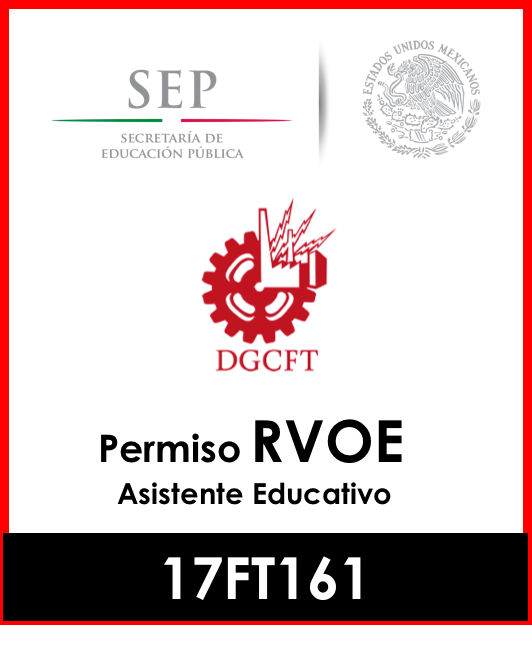 SEP
SECRETARÍA DE
EDUCACIÓN PÚBLICA
ESTADOS UNIDOS MEXICANOS
DGCFT
Permiso RVOE
Asistente Educativo
17FT161